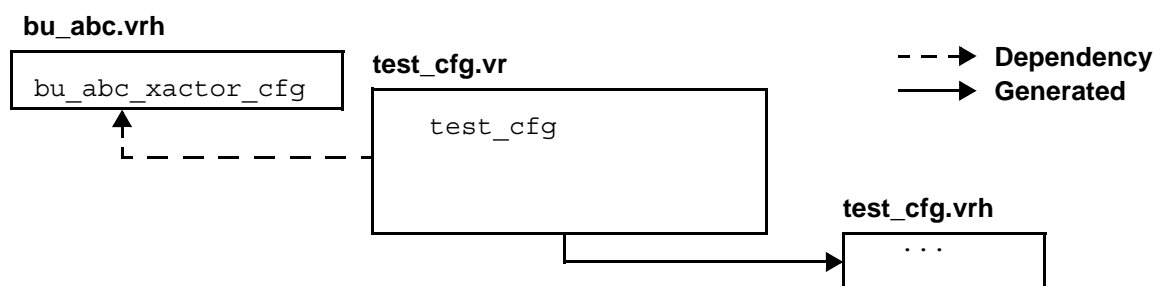 bu_abc.vrh
bu_abc_xactor_cfg
test_cfg.vr
test_cfg
Dependency
Generated
test_cfg.vrh
...